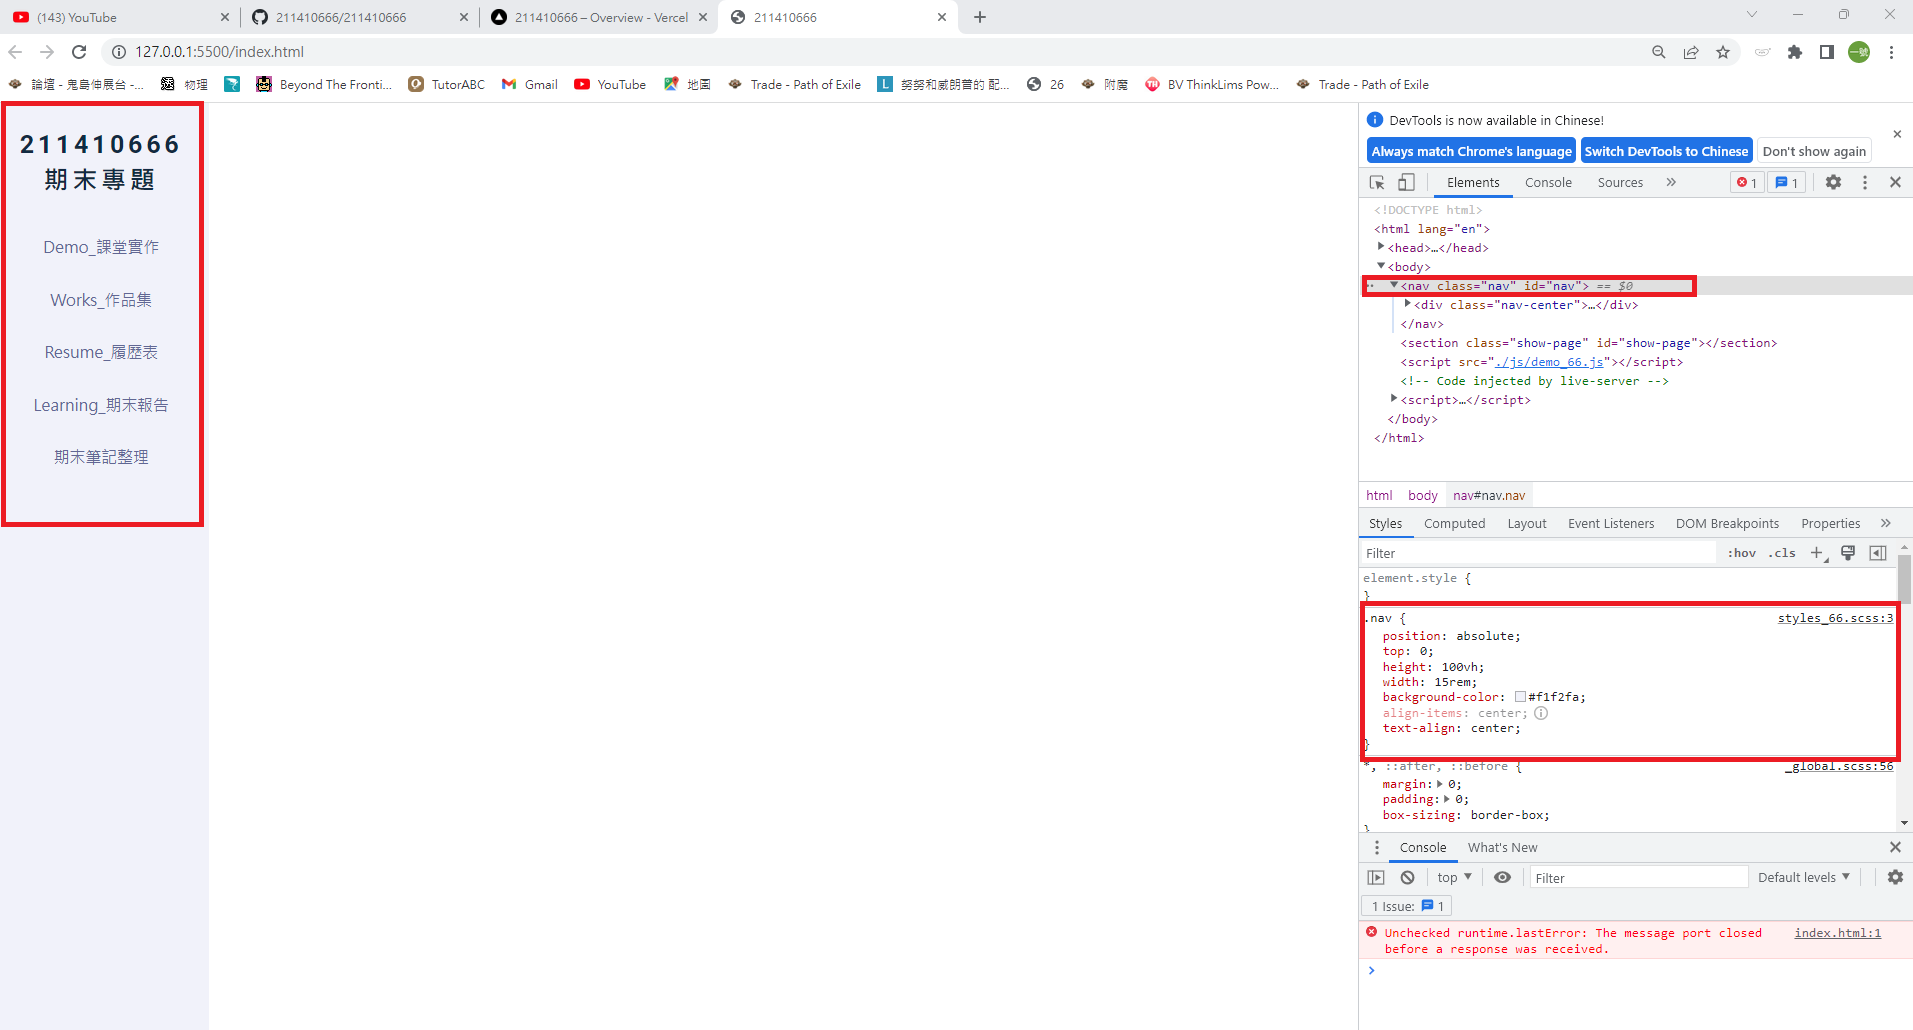 (143) YouTube
211410666/211410666
211410666 – Overview - Vercel
211410666
127.0.0.1:5500/index.html
一號
論壇 - 鬼島伸展台 -...
物理
Beyond The Fronti...
TutorABC
Gmail
YouTube
地圖
Trade - Path of Exile
L
努努和威朗普的 配...
26
附魔
BV ThinkLims Pow...
Trade - Path of Exile
211410666
期末專題
Demo_課堂實作
Works_作品集
Resume_履歷表
Learning_期末報告
期末筆記整理
DevTools is now available in Chinese!
Always match Chrome's language
Switch DevTools to Chinese
Don't show again
Elements
Console
Sources
»
1
1
<!DOCTYPE html>
<html lang="en">
<head>…</head>
<body>
<nav class="nav" id="nav"> == $0
<div class="nav-center">…</div>
</nav>
<section class="show-page" id="show-page"></section>
<script src="./js/demo_66.js"></script>
<!-- Code injected by live-server -->
<script>…</script>
</body>
</html>
html
body
nav#nav.nav
Styles
Computed
Layout
Event Listeners
DOM Breakpoints
Properties
»
Filter
:hov
.cls
element.style {
}
.nav {
styles_66.scss:3
position: absolute;
top: 0;
height: 100vh;
width: 15rem;
background-color: #f1f2fa;
align-items: center;
text-align: center;
}
*, ::after, ::before {
_global.scss:56
margin: 0;
padding: 0;
box-sizing: border-box;
}
Console
What's New
top
Filter
Default levels
1 Issue: 1
Unchecked runtime.lastError: The message port closed
index.html:1
before a response was received.